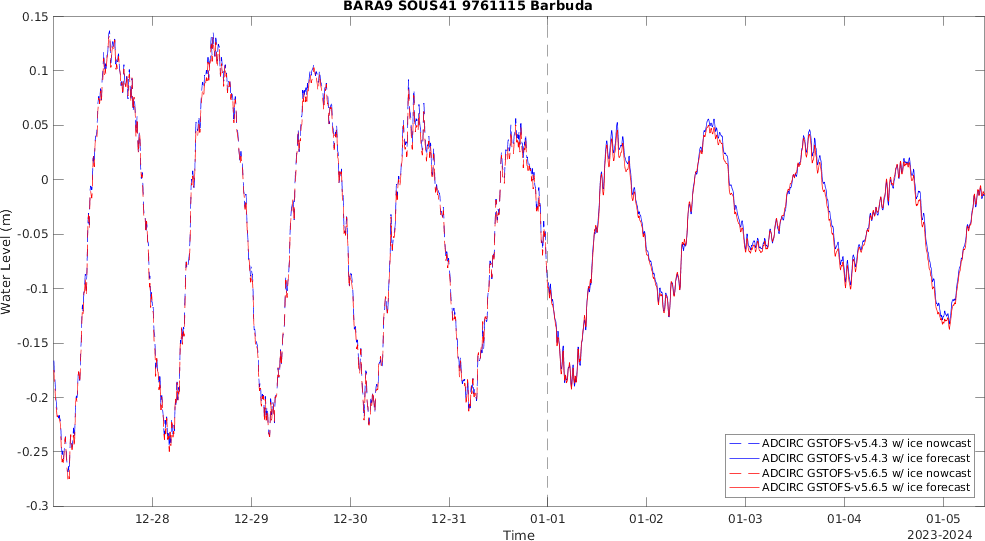 BARA9 SOUS41 9761115 Barbuda
0.15
0.1
0.05
0
-0.05
-0.1
-0.15
-0.2
-0.25
-0.3
Water Level (m)
ADCIRC GSTOFS-v5.4.3 w/ ice nowcast
ADCIRC GSTOFS-v5.4.3 w/ ice forecast
ADCIRC GSTOFS-v5.6.5 w/ ice nowcast
ADCIRC GSTOFS-v5.6.5 w/ ice forecast
12-28 12-29 12-30 12-31 01-01 01-02 01-03 01-04 01-05
Time
2023-2024